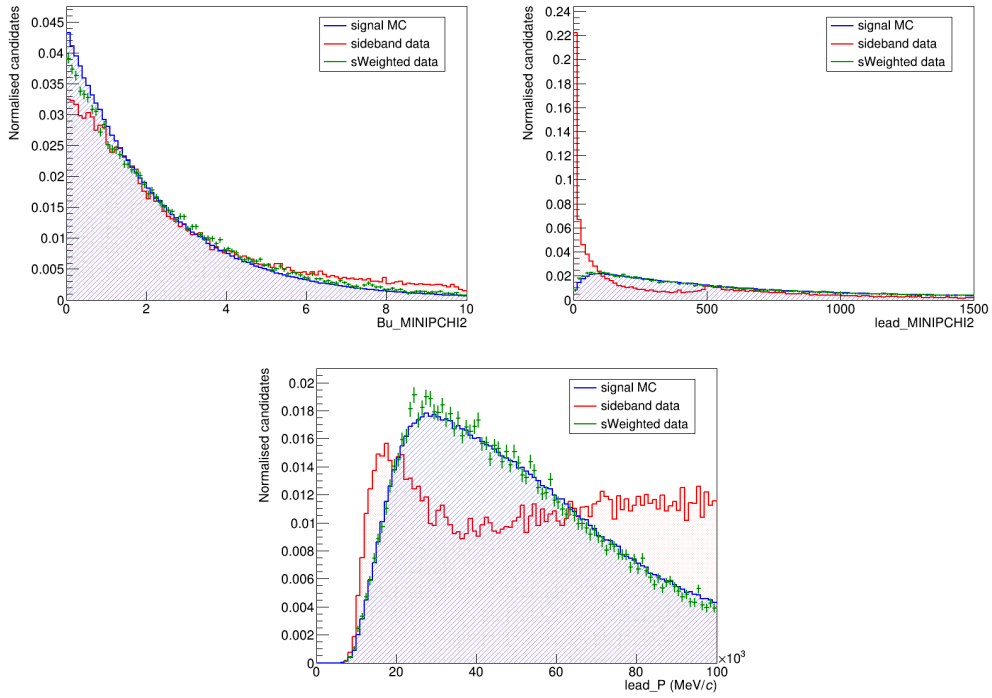 Normalised candidates
0.045
0.04
0.035
0.03
0.025
0.02
0.015
0.01
0.005
0
signal MC
sideband data
sWeighted data
0 2 4 6 8 10
Bu_MINIPCHI2
Normalised candidates
0.24
0.22
0.2
0.18
0.16
0.14
0.12
0.1
0.08
0.06
0.04
0.02
0
signal MC
sideband data
sWeighted data
0 500 1000 1500
lead_MINIPCHI2
Normalised candidates
0.02
0.018
0.016
0.014
0.012
0.01
0.008
0.006
0.004
0.002
0
signal MC
sideband data
sWeighted data
0 20 40 60 80 100
×10³
lead_P (MeV/c)